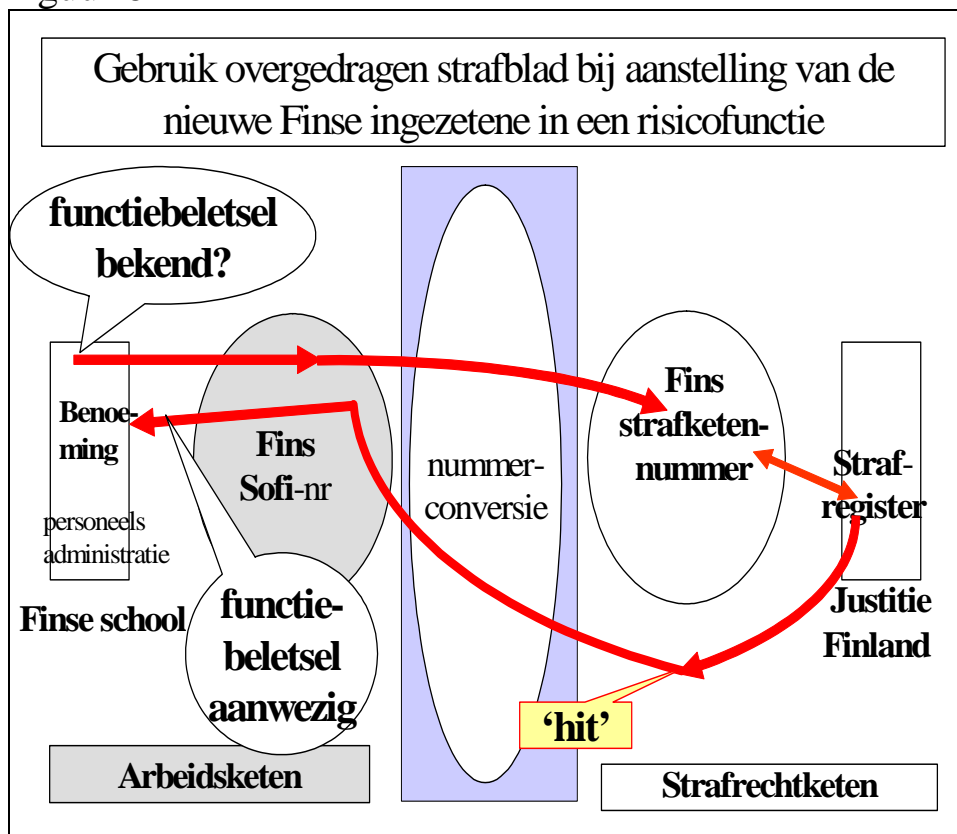 Gebruik overgedragen strafblad bij aanstelling van de
nieuwe Finse ingezetene in een risicofunctie
functiebeletsel
bekend?
Benoe-
ming
personeels
administratie
Finse school
Fins
Sofi-nr
functie-
beletsel
aanwezig
Arbeidsketen
nummer-
conversie
Fins
strafketen-
nummer
Straf-
register
Justitie
Finland
‘hit’
Strafrechtketen